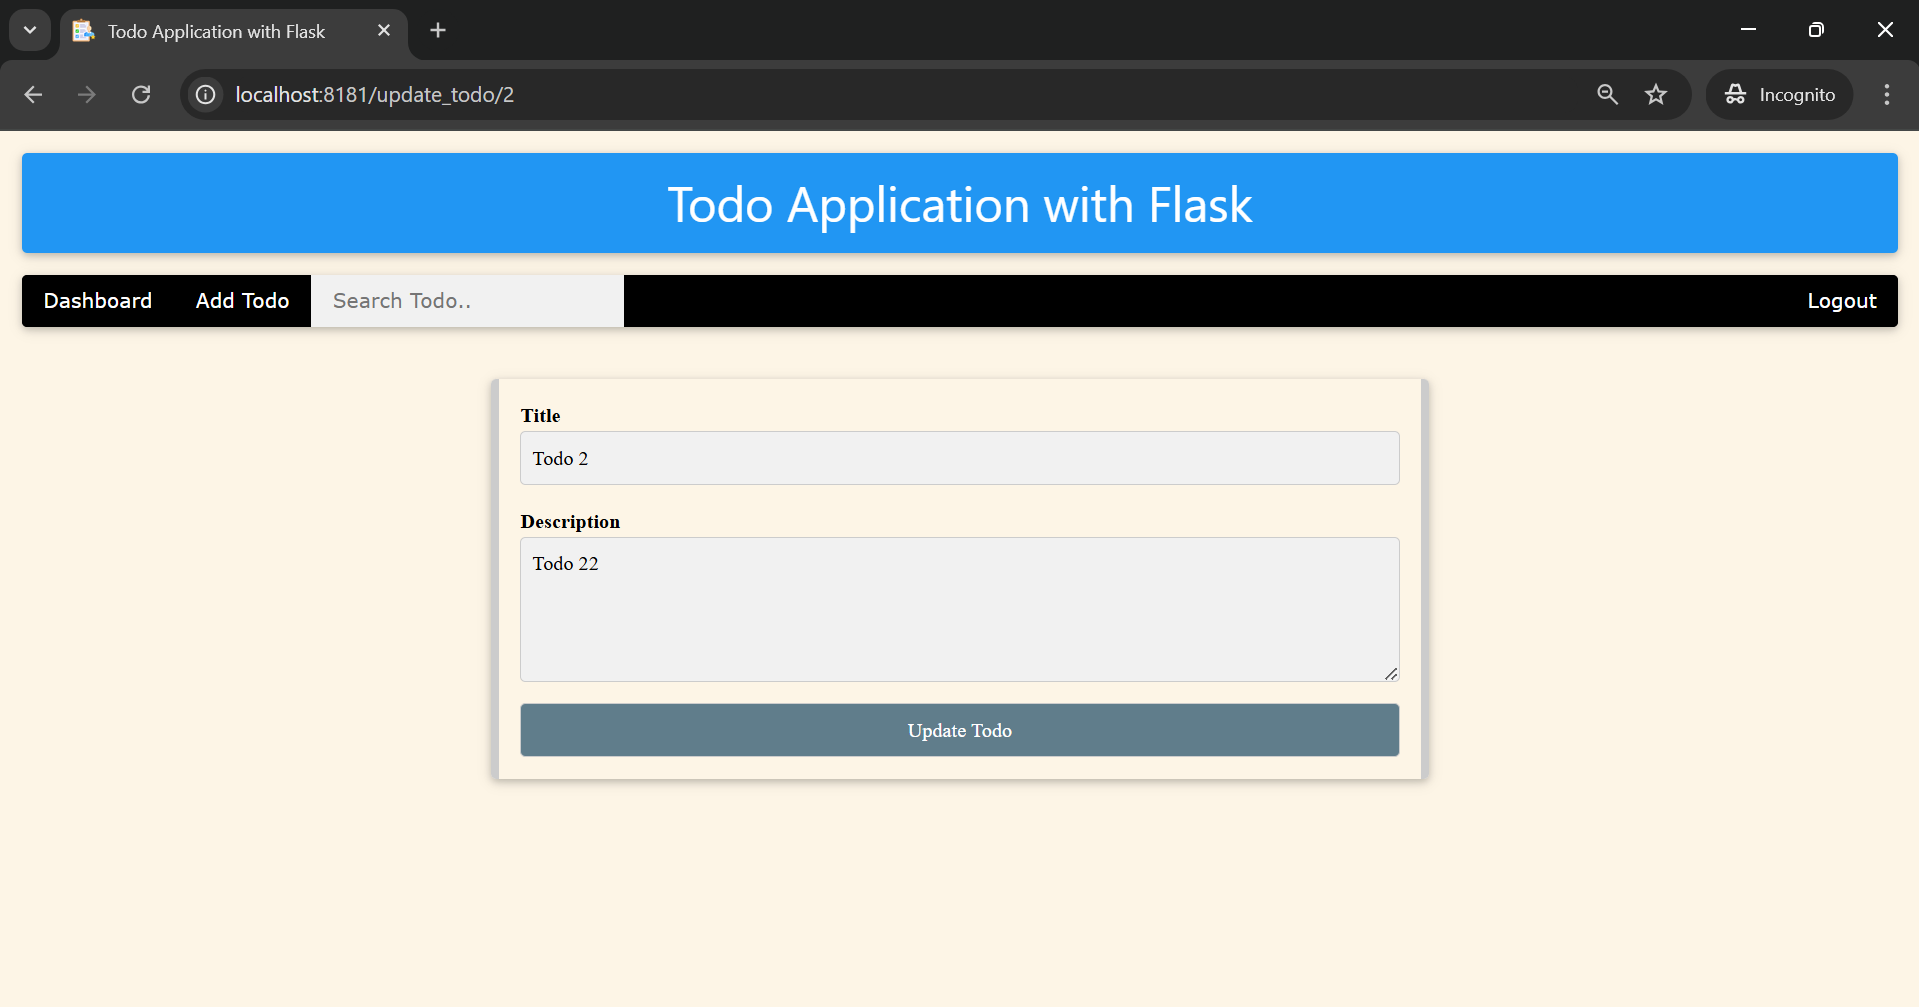 Todo Application with Flask
localhost:8181/update_todo/2
Incognito
Todo Application with Flask
Dashboard Add Todo Search Todo.. Logout
Title
Todo 2
Description
Todo 22
Update Todo